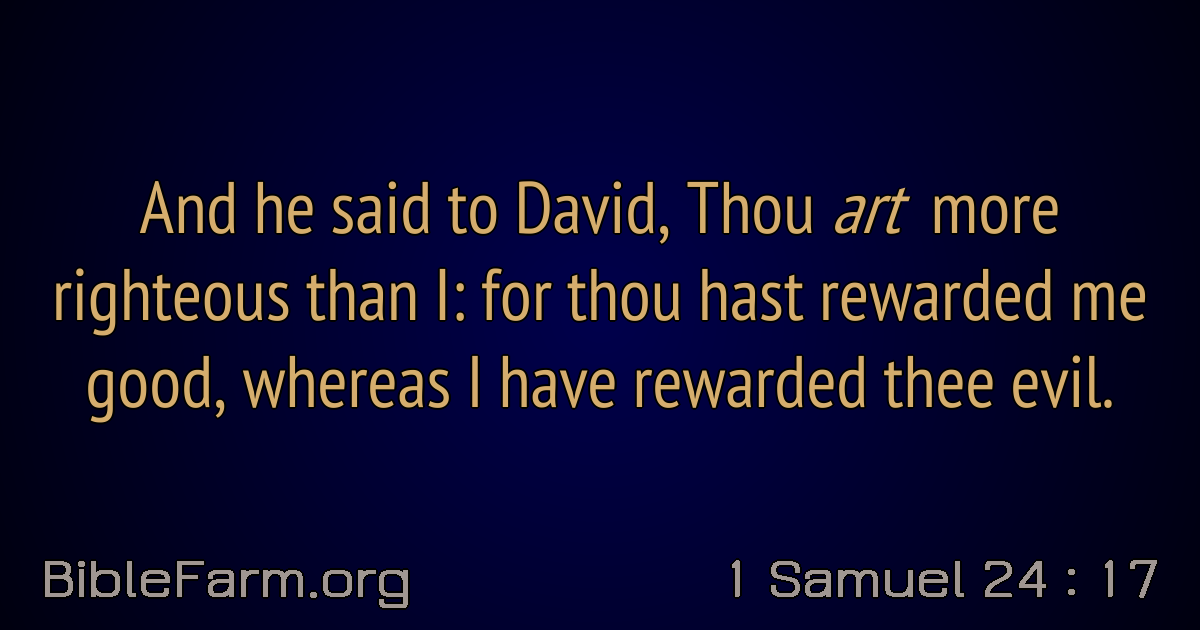 And he said to David, Thou art more
righteous than I: for thou hast rewarded me
good, whereas I have rewarded thee evil.
BibleFarm.org
1 Samuel 24 : 17